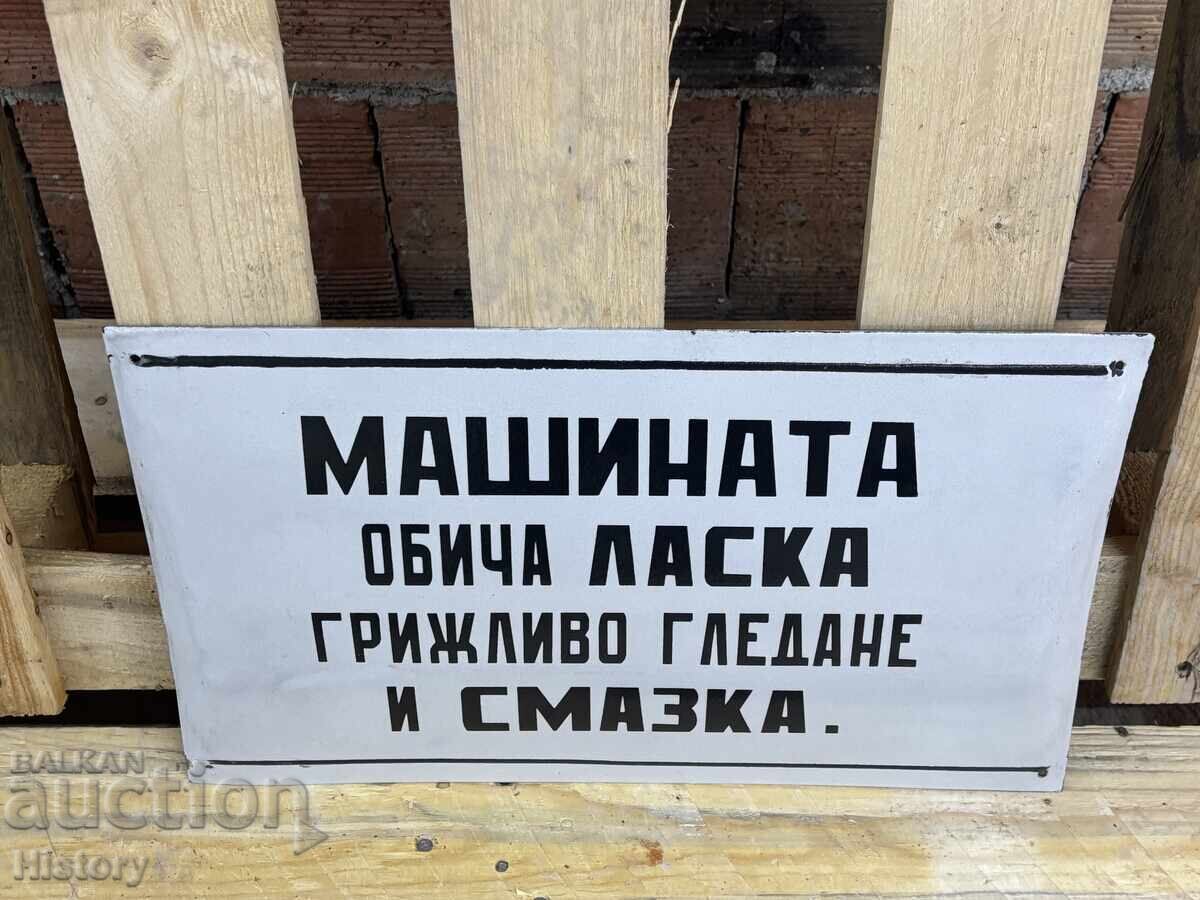 МАШИНАТА
ОБИЧА ЛАСКА
ГРИЖЛИВО ГЛЕДАНЕ
И СМАЗКА.
BALKAN
auction
History